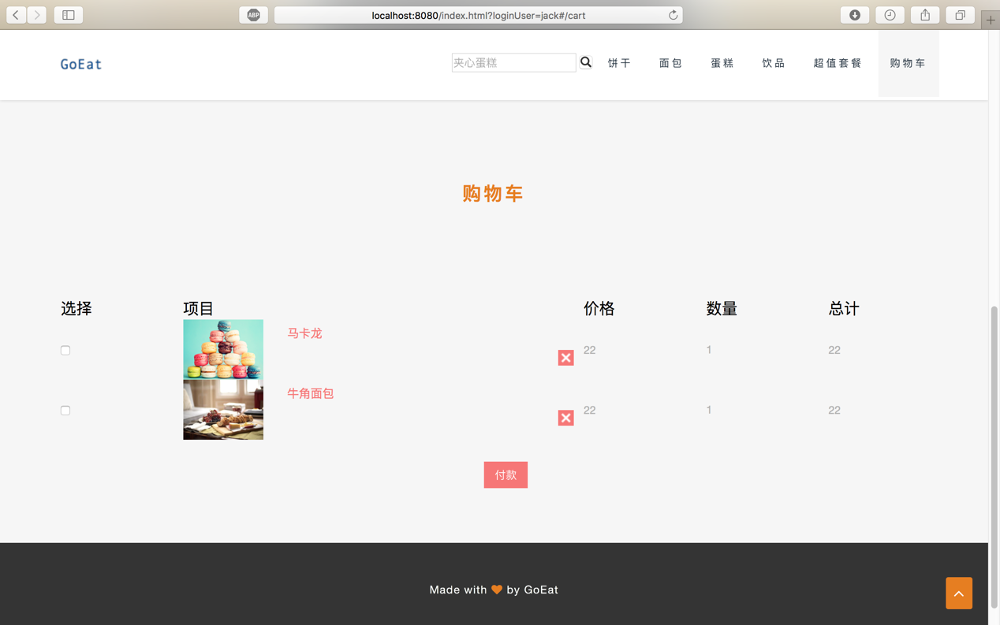 ABP
localhost:8080/index.html?loginUser=jack#/cart
GoEat
夹心蛋糕
饼干
面包
蛋糕
饮品
超值套餐
购物车
购物车
选择 项目 价格 数量 总计
马卡龙
22 1 22
牛角面包
22 1 22
付款
Made with 🧡 by GoEat